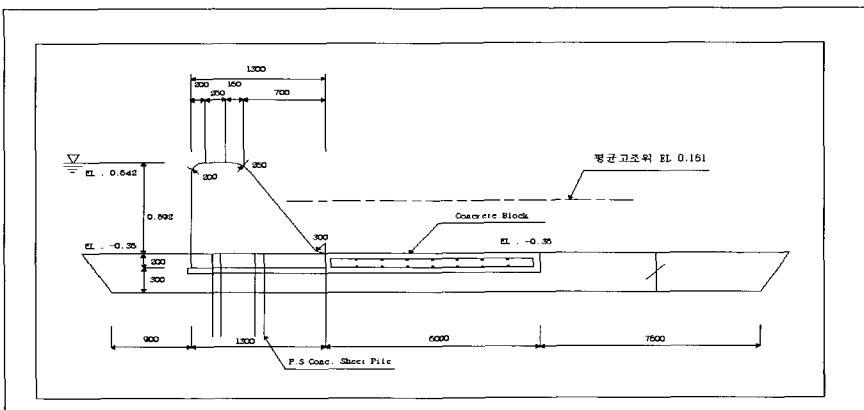 1300
200
150
250
700
EL . 0.542
200
250
평균고조위 EL 0.161
0.892
Concrete Block
300
EL . -0.35
EL . -0.35
200
300
900
1300
6000
7500
P.S Conc. Sheet Pile